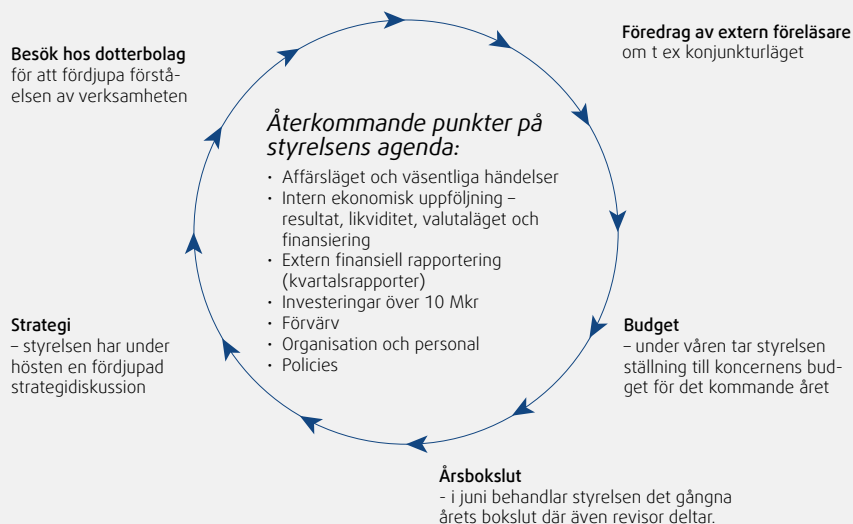 Besök hos dotterbolag
för att fördjupa förstå-
elsen av verksamheten
Föredrag av extern föreläsare
om t ex konjunkturläget
Återkommande punkter på
styrelsens agenda:
· Affärsläget och väsentliga händelser
· Intern ekonomisk uppföljning –
resultat, likviditet, valutaläget och
finansiering
· Extern finansiell rapportering
(kvartalsrapporter)
· Investeringar över 10 Mkr
· Förvärv
· Organisation och personal
· Policies
Strategi
– styrelsen har under
hösten en fördjupad
strategidiskussion
Budget
– under våren tar styrelsen
ställning till koncernens bud-
get för det kommande året
Årsbokslut
- i juni behandlar styrelsen det gångna
årets bokslut där även revisor deltar.